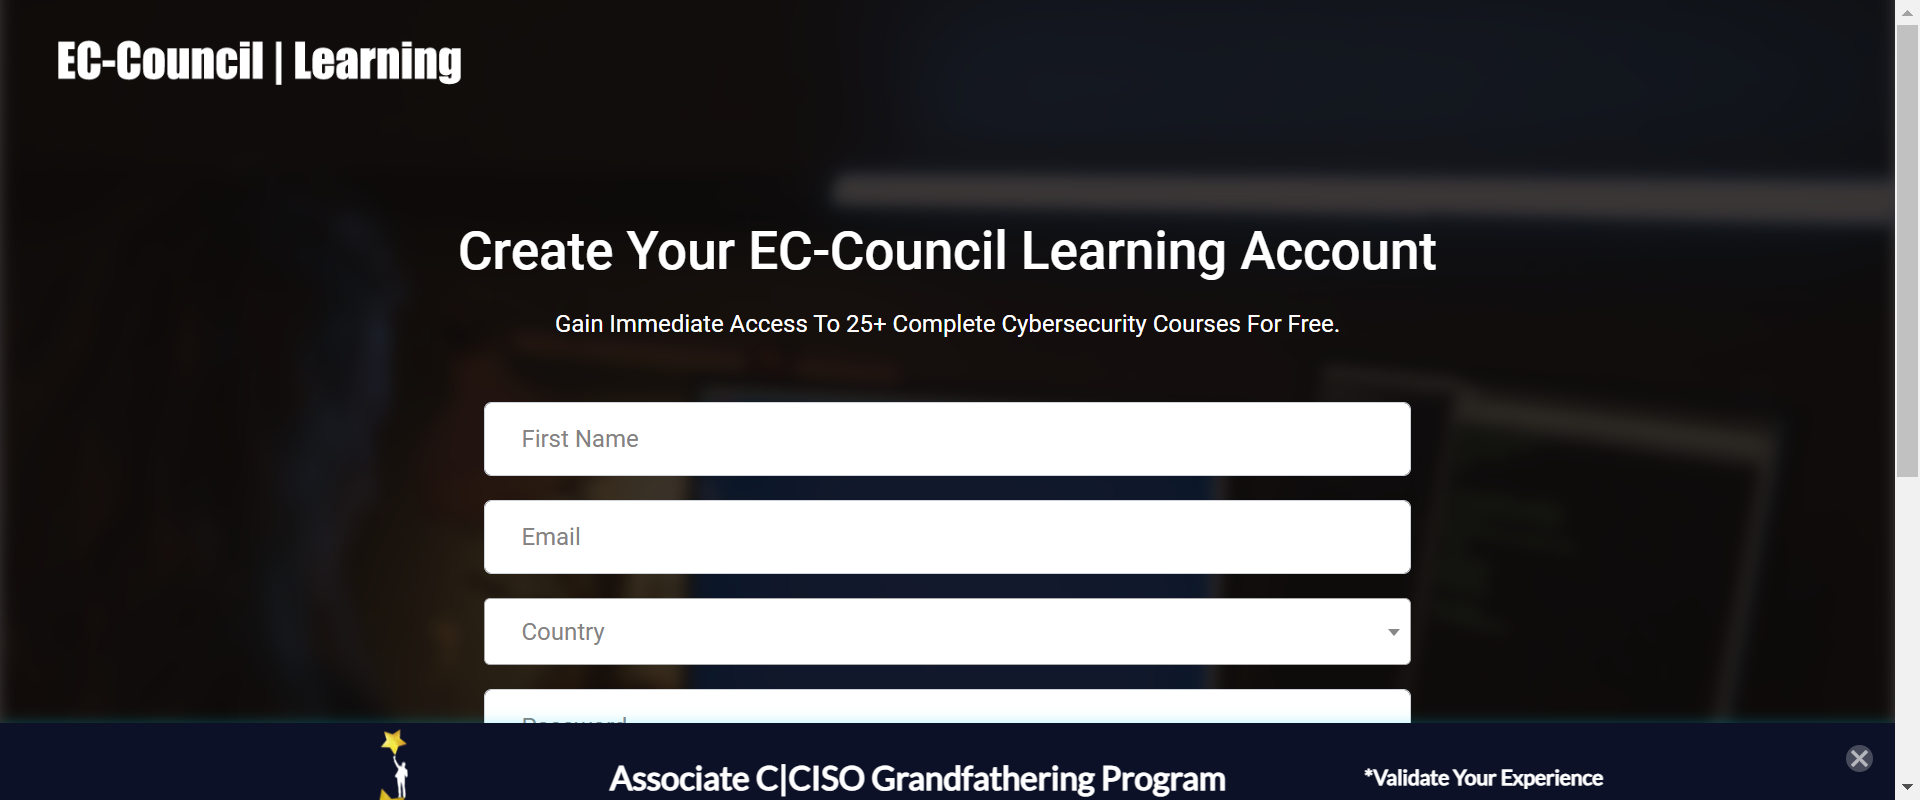 EC-Council | Learning
Create Your EC-Council Learning Account
Gain Immediate Access To 25+ Complete Cybersecurity Courses For Free.
First Name
Email
Country
Password
Associate C|CISO Grandfathering Program
*Validate Your Experience